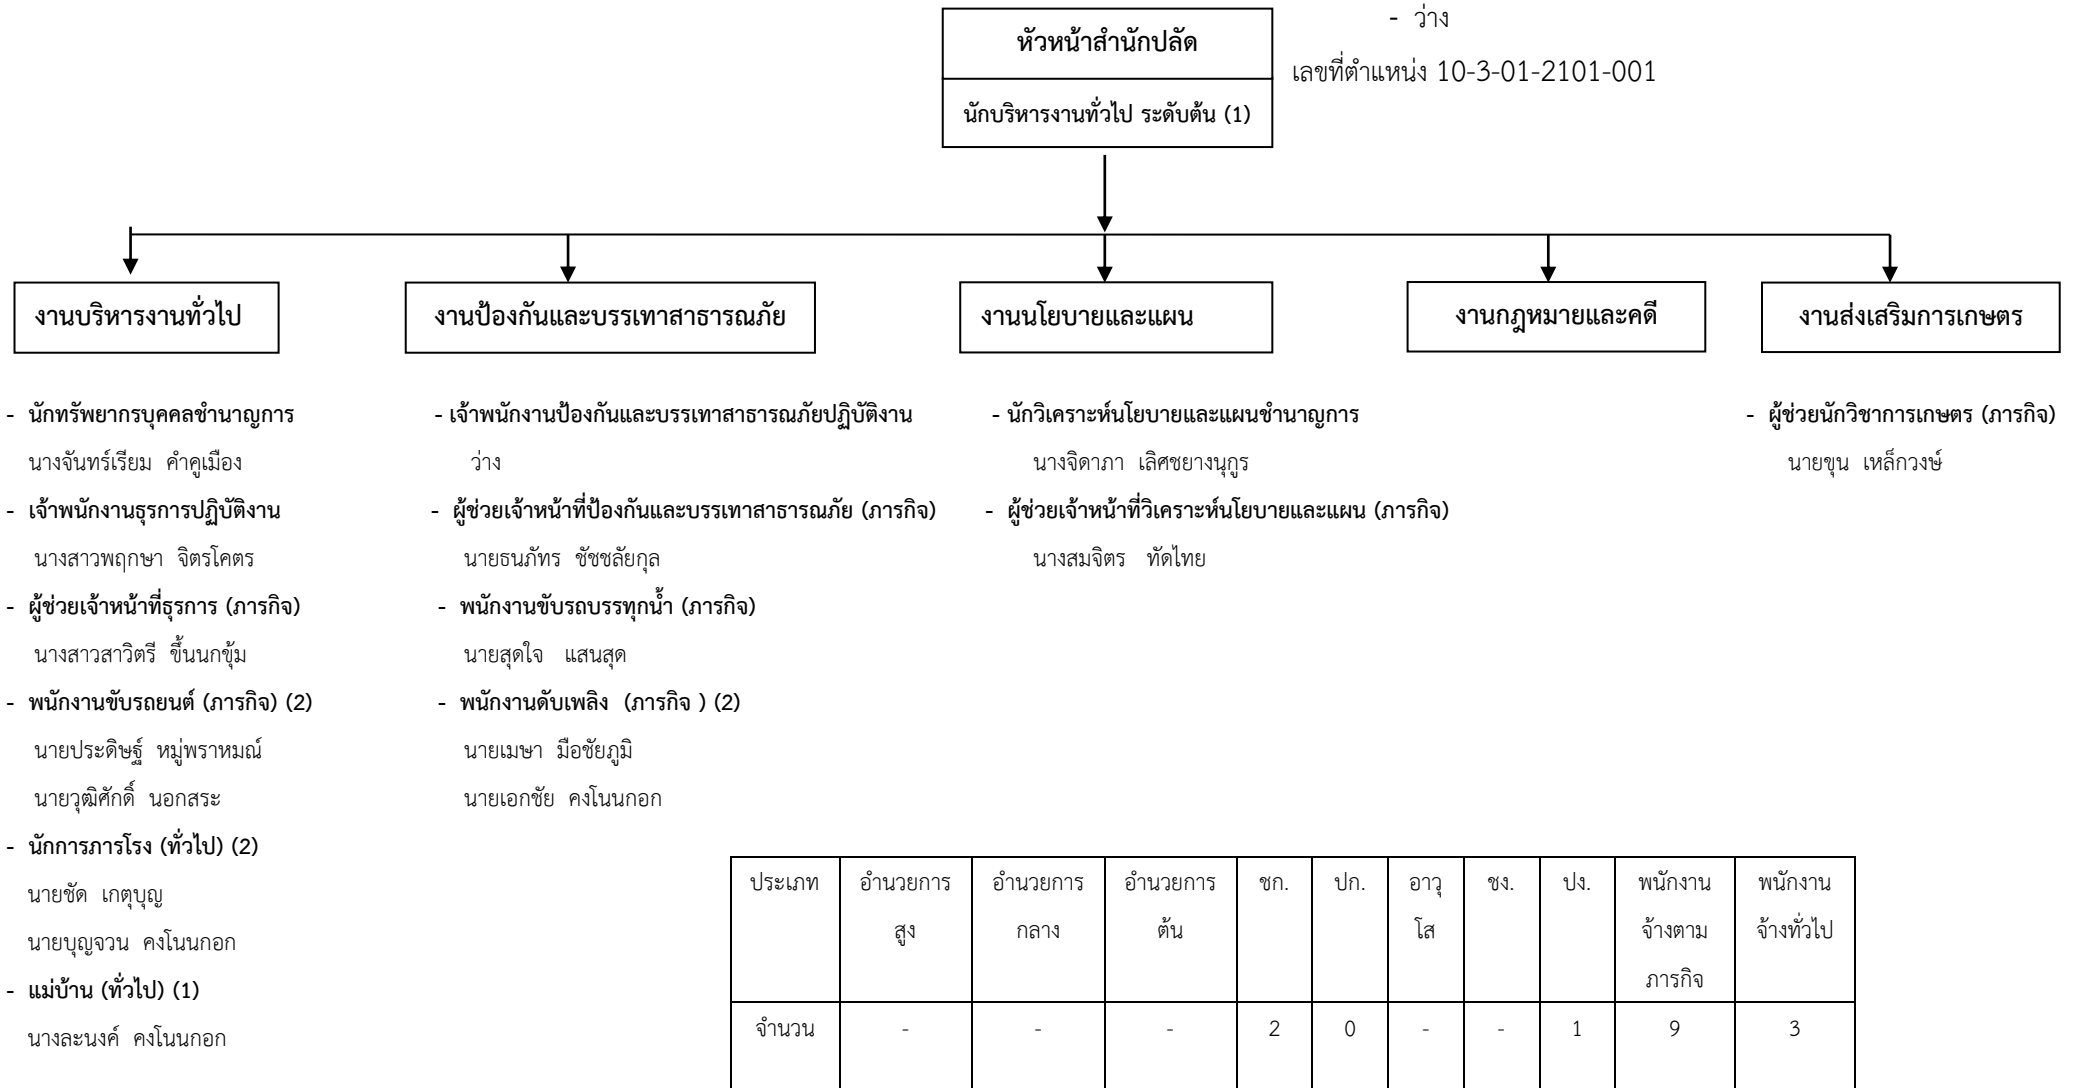 หัวหน้าสำนักปลัด
นักบริหารงานทั่วไป ระดับต้น (1)
- ว่าง
เลขที่ตำแหน่ง 10-3-01-2101-001
งานบริหารงานทั่วไป
งานป้องกันและบรรเทาสาธารณภัย
งานนโยบายและแผน
งานกฎหมายและคดี
งานส่งเสริมการเกษตร
- นักทรัพยากรบุคคลชำนาญการ
นางจันทร์เรียม คำคูเมือง
- เจ้าพนักงานธุรการปฏิบัติงาน
นางสาวพฤกษา จิตรโคตร
- ผู้ช่วยเจ้าหน้าที่ธุรการ (ภารกิจ)
นางสาวสาวิตรี ขึ้นนกขุ้ม
- พนักงานขับรถยนต์ (ภารกิจ) (2)
นายประดิษฐ์ หมู่พราหมณ์
นายวุฒิศักดิ์ นอกสระ
- นักการภารโรง (ทั่วไป) (2)
นายชัด เกตุบุญ
นายบุญจวน คงโนนกอก
- แม่บ้าน (ทั่วไป) (1)
นางละนงค์ คงโนนกอก
- เจ้าพนักงานป้องกันและบรรเทาสาธารณภัยปฏิบัติงาน
ว่าง
- ผู้ช่วยเจ้าหน้าที่ป้องกันและบรรเทาสาธารณภัย (ภารกิจ)
นายธนภัทร ชัชชลัยกุล
- พนักงานขับรถบรรทุกน้ำ (ภารกิจ)
นายสุดใจ แสนสุด
- พนักงานดับเพลิง (ภารกิจ ) (2)
นายเมษา มือชัยภูมิ
นายเอกชัย คงโนนกอก
- นักวิเคราะห์นโยบายและแผนชำนาญการ
นางจิดาภา เลิศชยางนุกูร
- ผู้ช่วยเจ้าหน้าที่วิเคราะห์นโยบายและแผน (ภารกิจ)
นางสมจิตร ทัดไทย
- ผู้ช่วยนักวิชาการเกษตร (ภารกิจ)
นายขุน เหล็กวงษ์
ประเภท อำนวยการ อำนวยการ อำนวยการ ชก. ปก. อาวุ ชง. ปง. พนักงาน พนักงาน
สูง กลาง ต้น โส จ้างตาม จ้างทั่วไป
ภารกิจ
จำนวน - - - 2 0 - - 1 9 3